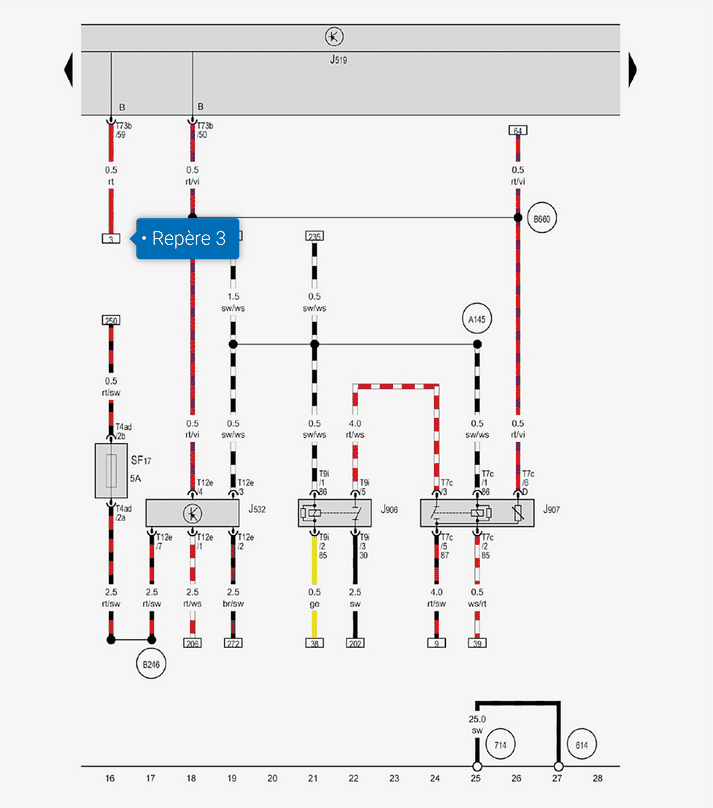 J519
B B
T73b T73b
/59 /50
64
0.5 0.5 0.5
rt rt/vi rt/vi
B660
3 • Repère 3 235
1.5 0.5
sw/ws sw/ws
A145
250
0.5
rt/sw
0.5 0.5 0.5 4.0 0.5 0.5
rt/vi sw/ws sw/ws rt/ws sw/ws rt/vi
T4ad
/2b
SF17
5A
T4ad
/2a
T12e T12e T9i T9i T7c T7c T7c
/4 /3 /1 /5 /3 /1 /6
86 86 D
J532 J906 J907
T12e T12e T12e T9i T9i T7c T7c
/7 /1 /2 /2 /3 /5 /2
85 30 87 85
2.5 2.5 2.5 2.5 0.5 2.5 4.0 0.5
rt/sw rt/sw rt/ws br/sw ge sw rt/sw ws/rt
206 272 38 202 9 39
B246
25.0
sw
714 614
16 17 18 19 20 21 22 23 24 25 26 27 28